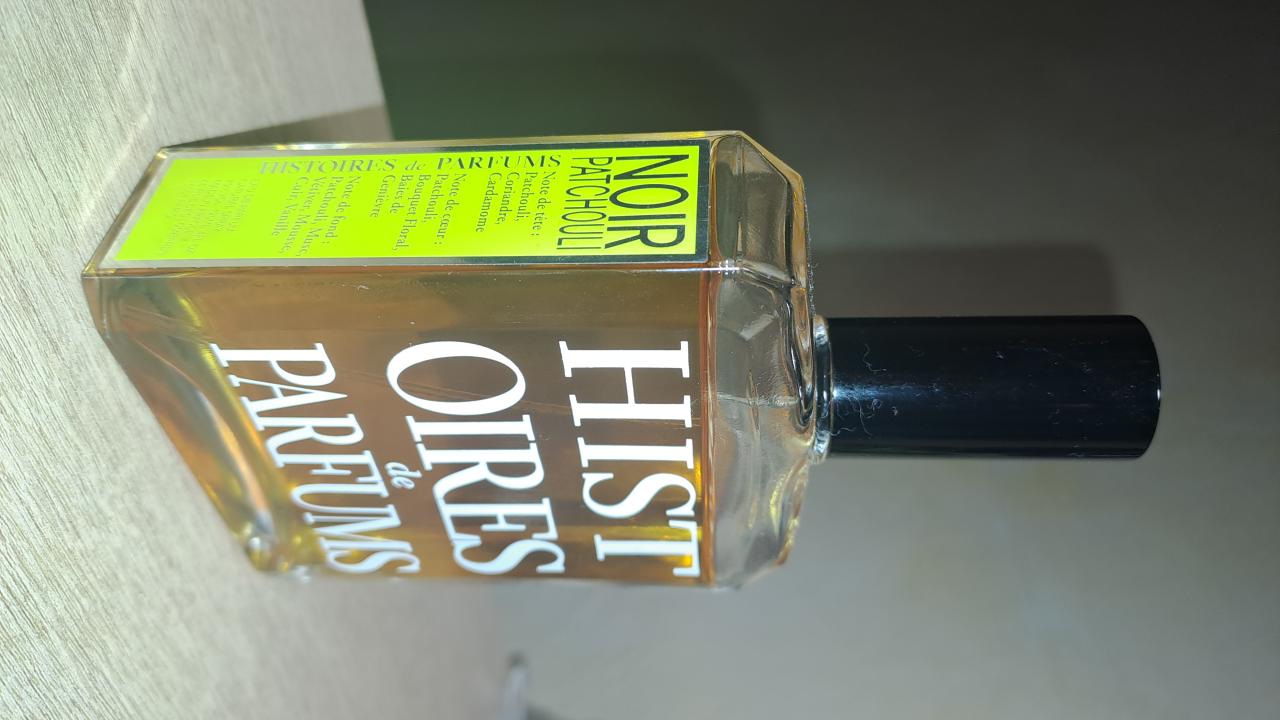 NOIR
PATCHOULI
HISTOIRES de PARFUMS
Note de tête :
Patchouli,
Coriandre,
Cardamome
Note de cœur :
Patchouli,
Bouquet Floral,
Baies de
Genièvre
Note de fond :
Patchouli, Musc,
Vétiver, Mousse,
Cuir, Vanille
HIST
OIRES
de
PARFUMS